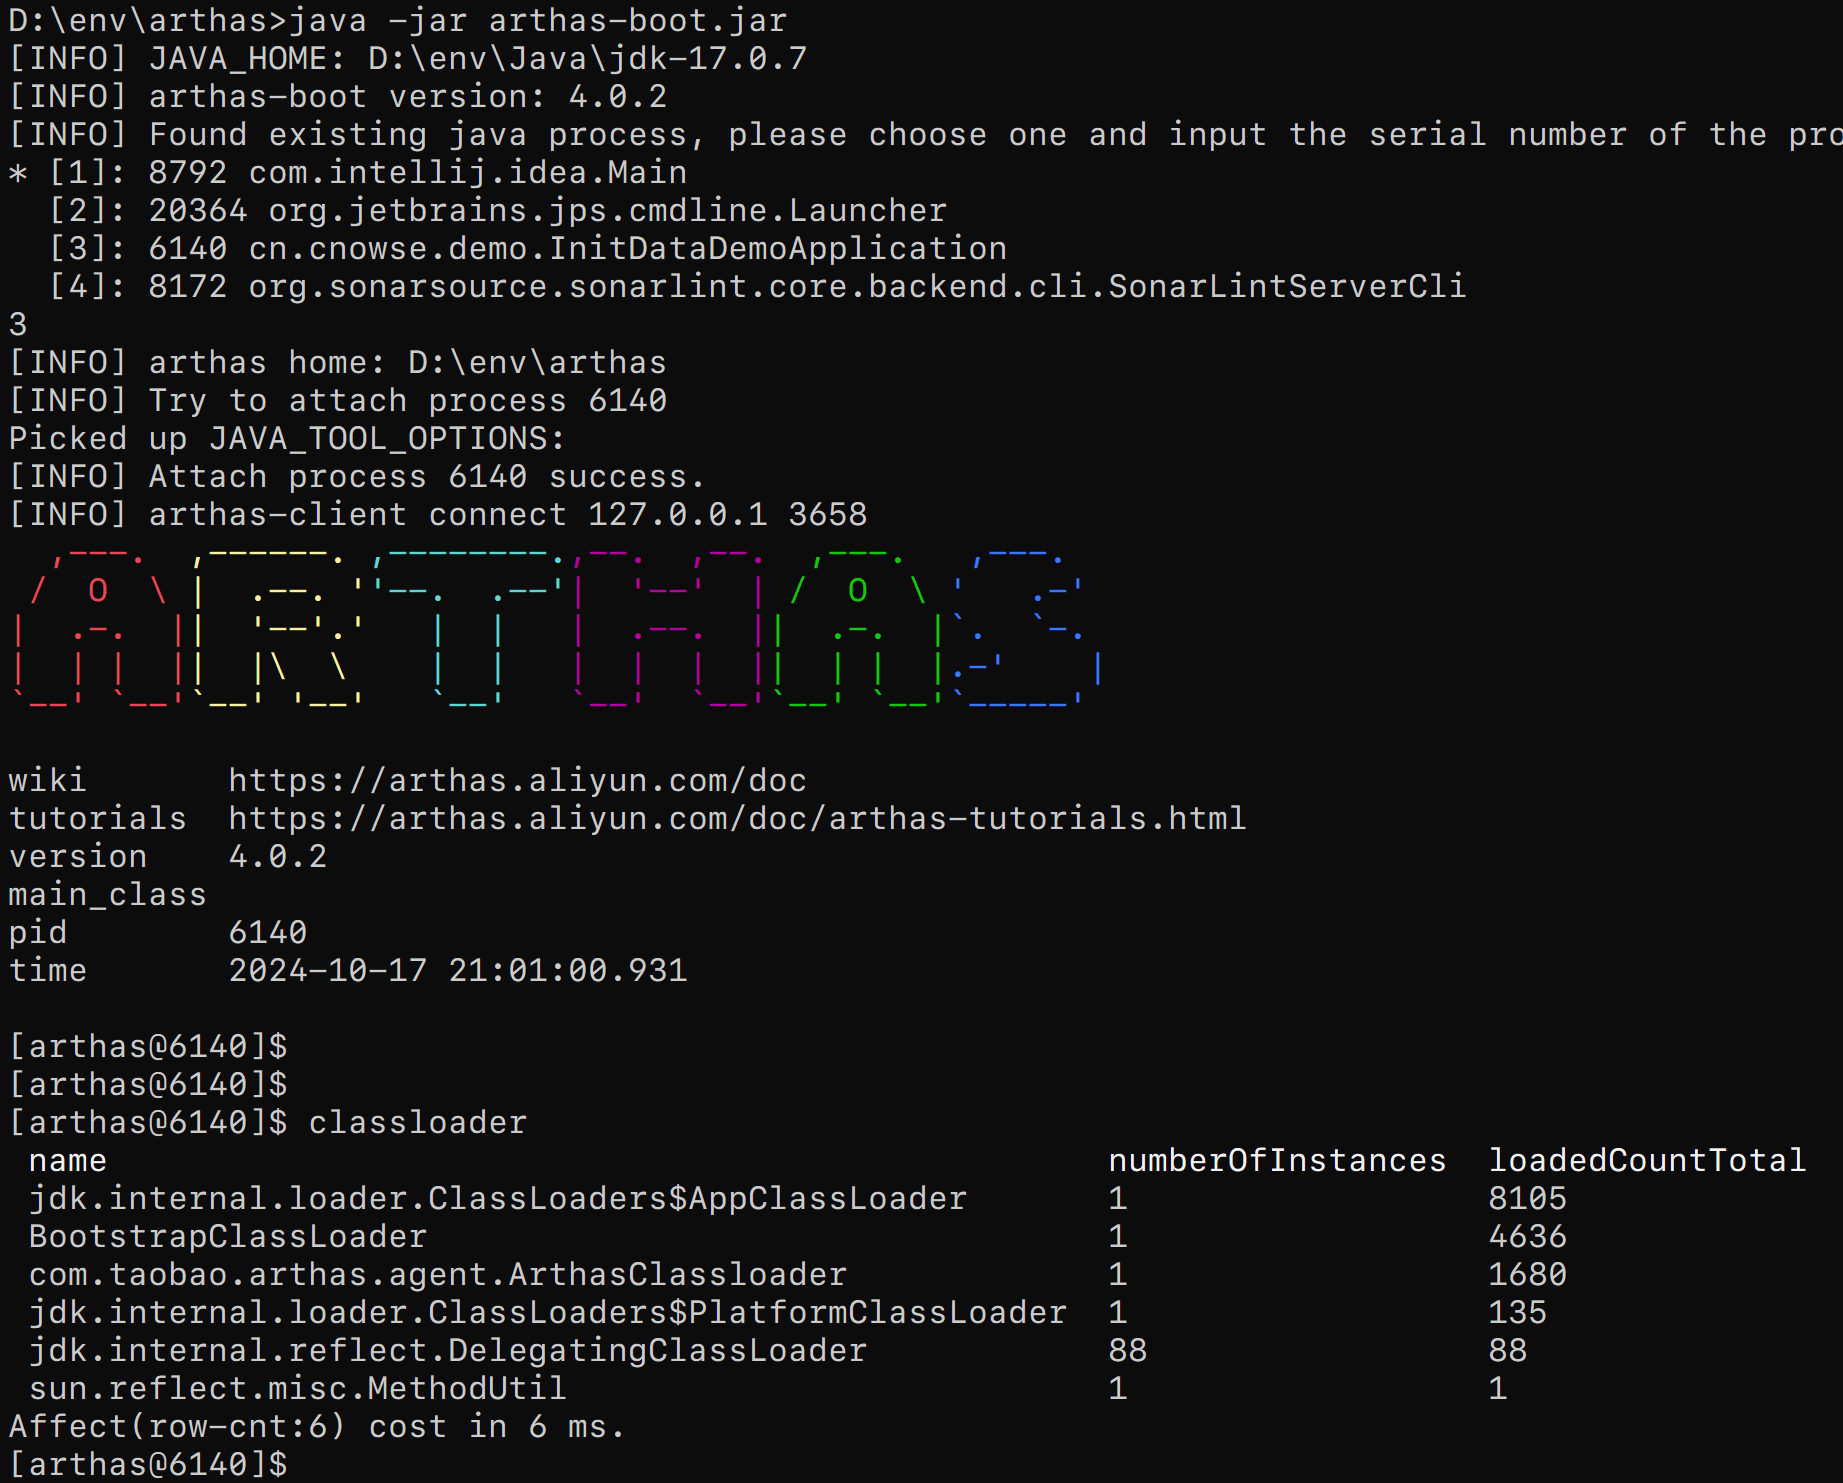 D:\env\arthas>java -jar arthas-boot.jar
[INFO] JAVA_HOME: D:\env\Java\jdk-17.0.7
[INFO] arthas-boot version: 4.0.2
[INFO] Found existing java process, please choose one and input the serial number of the pro
* [1]: 8792 com.intellij.idea.Main
  [2]: 20364 org.jetbrains.jps.cmdline.Launcher
  [3]: 6140 cn.cnowse.demo.InitDataDemoApplication
  [4]: 8172 org.sonarsource.sonarlint.core.backend.cli.SonarLintServerCli
3
[INFO] arthas home: D:\env\arthas
[INFO] Try to attach process 6140
Picked up JAVA_TOOL_OPTIONS:
[INFO] Attach process 6140 success.
[INFO] arthas-client connect 127.0.0.1 3658
ARTHAS
wiki       https://arthas.aliyun.com/doc
tutorials  https://arthas.aliyun.com/doc/arthas-tutorials.html
version    4.0.2
main_class
pid        6140
time       2024-10-17 21:01:00.931
[arthas@6140]$
[arthas@6140]$
[arthas@6140]$ classloader
 name                                                  numberOfInstances  loadedCountTotal
 jdk.internal.loader.ClassLoaders$AppClassLoader       1                  8105
 BootstrapClassLoader                                  1                  4636
 com.taobao.arthas.agent.ArthasClassloader             1                  1680
 jdk.internal.loader.ClassLoaders$PlatformClassLoader  1                  135
 jdk.internal.reflect.DelegatingClassLoader            88                 88
 sun.reflect.misc.MethodUtil                           1                  1
Affect(row-cnt:6) cost in 6 ms.
[arthas@6140]$